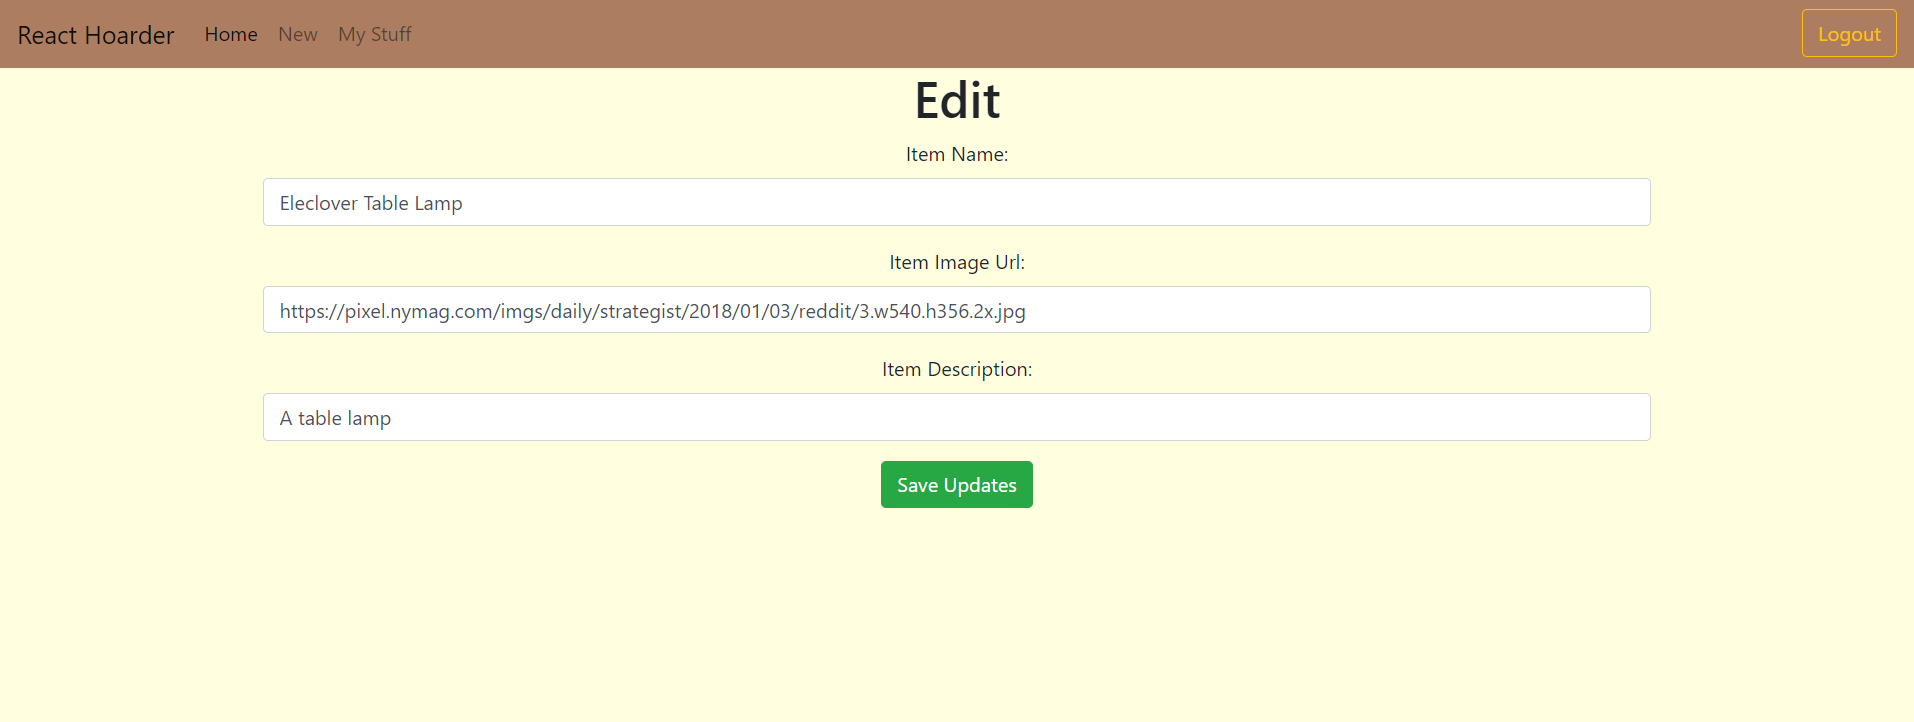 React Hoarder Home New My Stuff Logout
Edit
Item Name:
Eleclover Table Lamp
Item Image Url:
https://pixel.nymag.com/imgs/daily/strategist/2018/01/03/reddit/3.w540.h356.2x.jpg
Item Description:
A table lamp
Save Updates